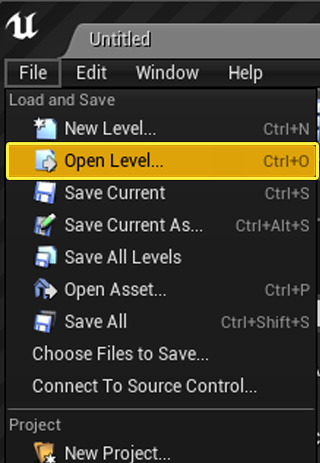 Untitled
File Edit Window Help
Load and Save
New Level... Ctrl+N
Open Level... Ctrl+O
Save Current Ctrl+S
Save Current As... Ctrl+Alt+S
Save All Levels
Open Asset... Ctrl+P
Save All Ctrl+Shift+S
Choose Files to Save...
Connect To Source Control...
Project
New Project...